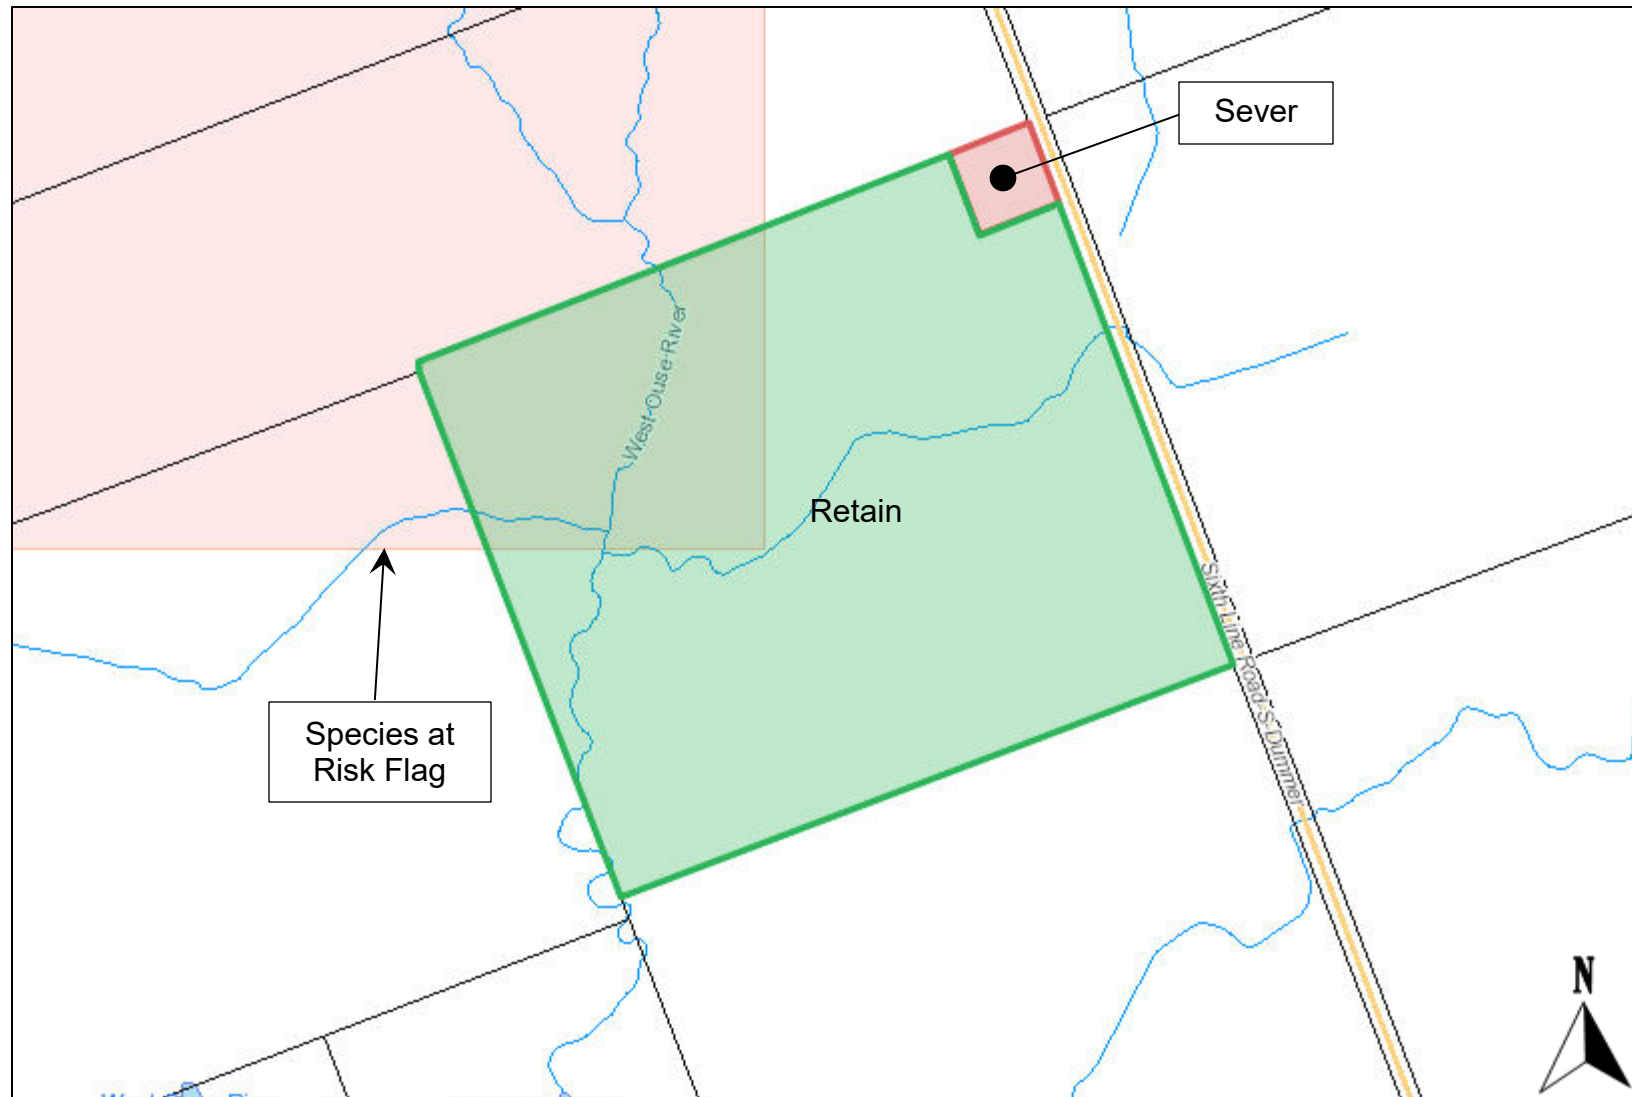 Sever
West Ouse River
Retain
Sixth Line Road S Dummer
Species at
Risk Flag
N